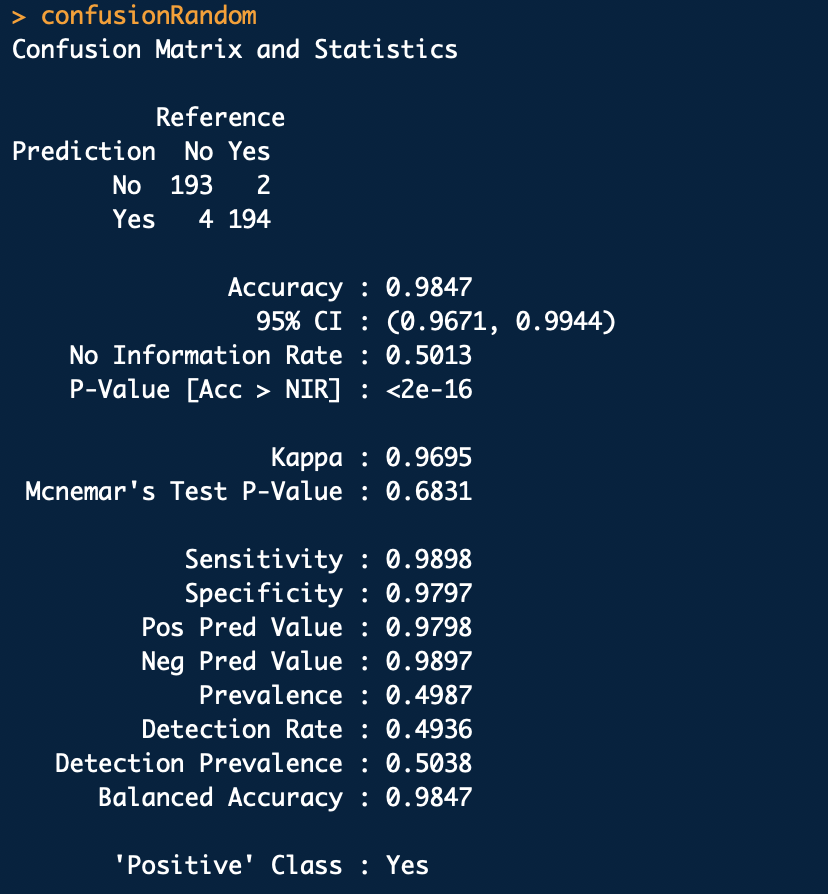 > confusionRandom
Confusion Matrix and Statistics
Reference
Prediction No Yes
No 193 2
Yes 4 194
Accuracy : 0.9847
95% CI : (0.9671, 0.9944)
No Information Rate : 0.5013
P-Value [Acc > NIR] : <2e-16
Kappa : 0.9695
Mcnemar's Test P-Value : 0.6831
Sensitivity : 0.9898
Specificity : 0.9797
Pos Pred Value : 0.9798
Neg Pred Value : 0.9897
Prevalence : 0.4987
Detection Rate : 0.4936
Detection Prevalence : 0.5038
Balanced Accuracy : 0.9847
'Positive' Class : Yes